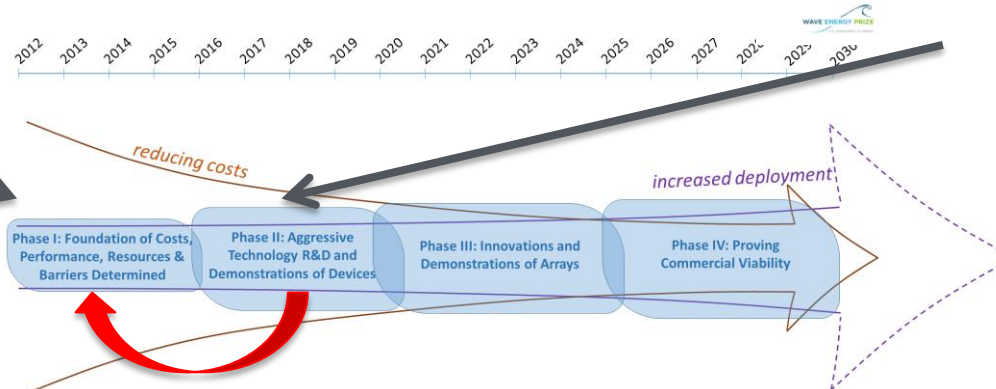 WAVE ENERGY PRIZE
2012 2013 2014 2015 2016 2017 2018 2019 2020 2021 2022 2023 2024 2025 2026 2027 2029 2030
reducing costs
increased deployment
Phase I: Foundation of Costs,
Performance, Resources &
Barriers Determined
Phase II: Aggressive
Technology R&D and
Demonstrations of Devices
Phase III: Innovations and
Demonstrations of Arrays
Phase IV: Proving
Commercial Viability